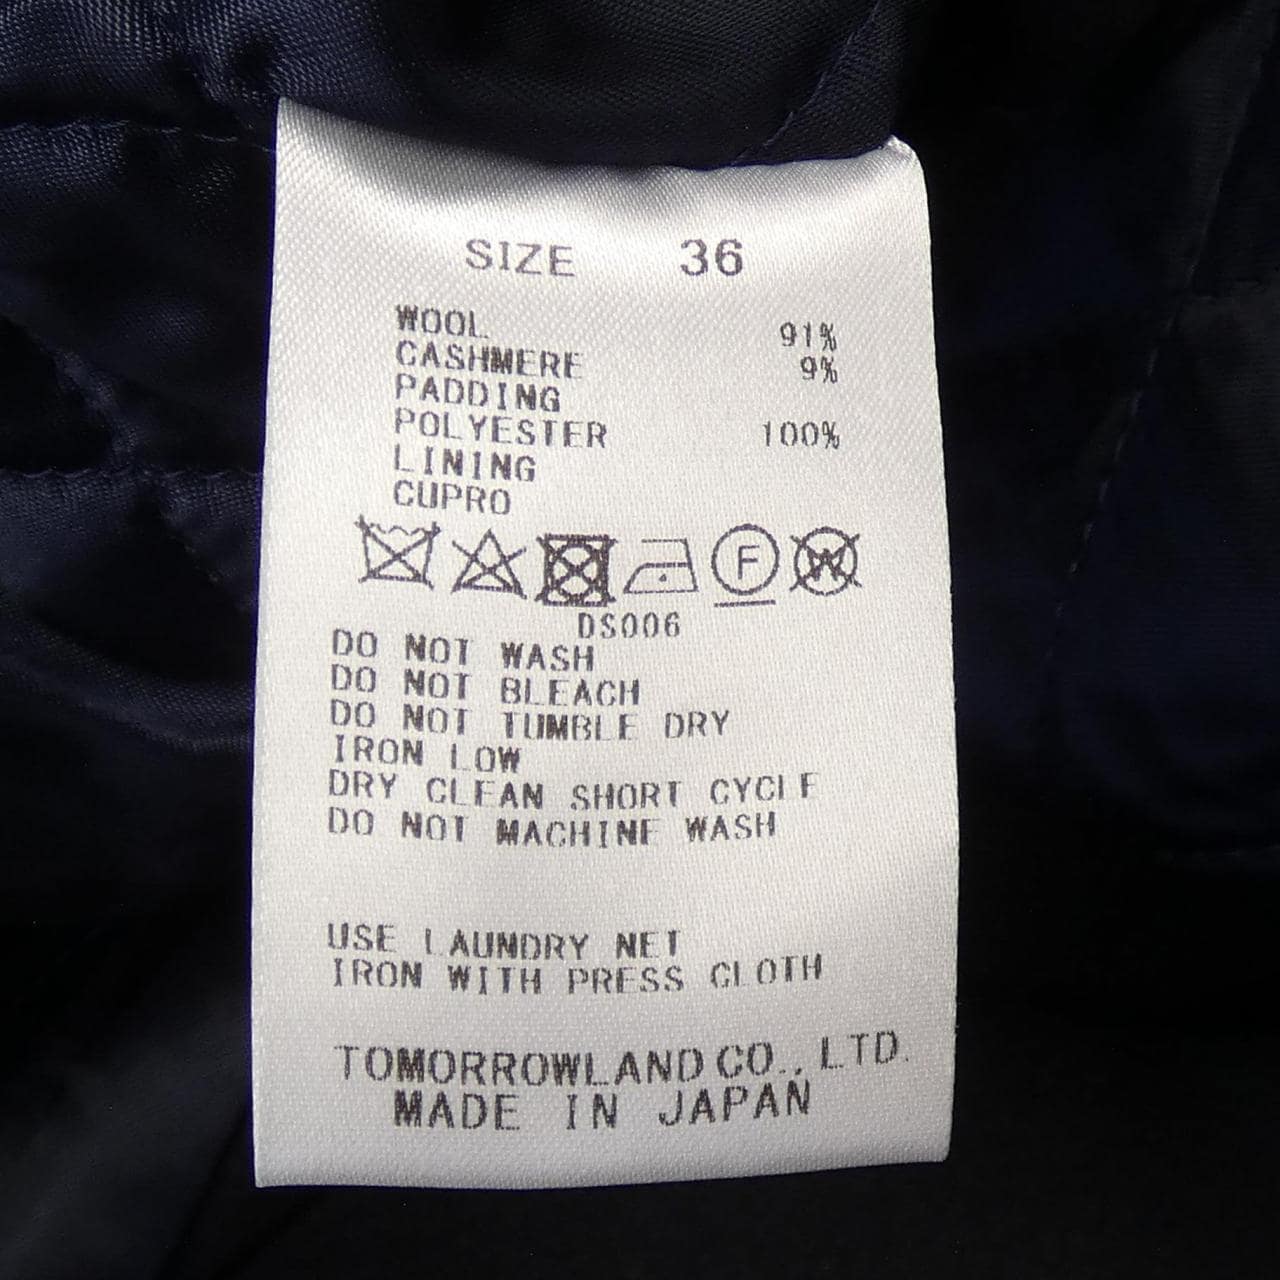 SIZE 36
WOOL 91%
CASHMERE 9%
PADDING
POLYESTER 100%
LINING
CUPRO
F W
DS006
DO NOT WASH
DO NOT BLEACH
DO NOT TUMBLE DRY
IRON LOW
DRY CLEAN SHORT CYCLE
DO NOT MACHINE WASH
USE LAUNDRY NET
IRON WITH PRESS CLOTH
TOMORROWLAND CO., LTD.
MADE IN JAPAN